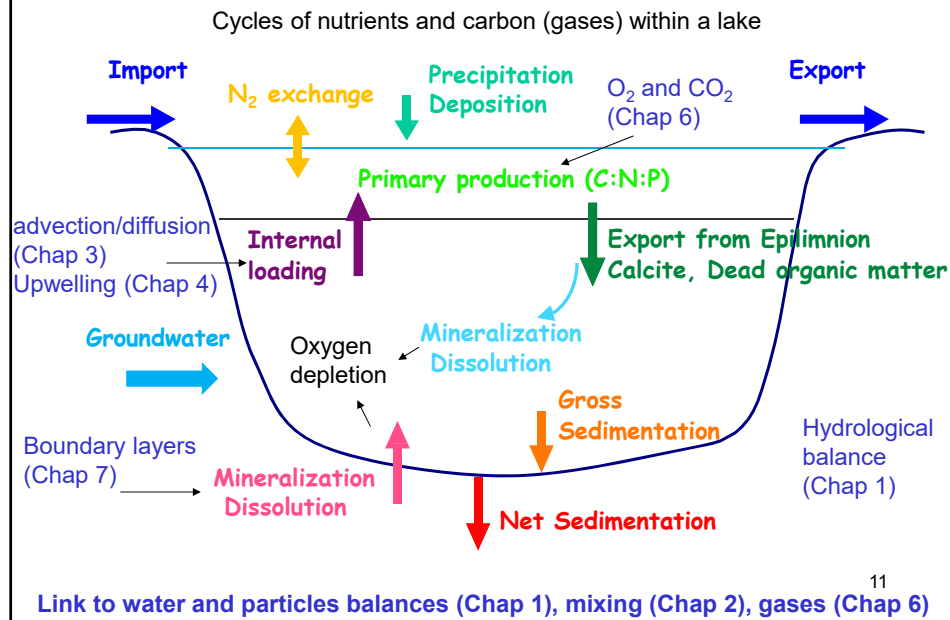 Cycles of nutrients and carbon (gases) within a lake
Import
N₂ exchange
Precipitation
Deposition
O₂ and CO₂
(Chap 6)
Export
Primary production (C:N:P)
advection/diffusion
(Chap 3)
Upwelling (Chap 4)
Internal
loading
Export from Epilimnion
Calcite, Dead organic matter
Groundwater
Oxygen
depletion
Mineralization
Dissolution
Gross
Sedimentation
Hydrological
balance
(Chap 1)
Boundary layers
(Chap 7)
Mineralization
Dissolution
Net Sedimentation
11
Link to water and particles balances (Chap 1), mixing (Chap 2), gases (Chap 6)